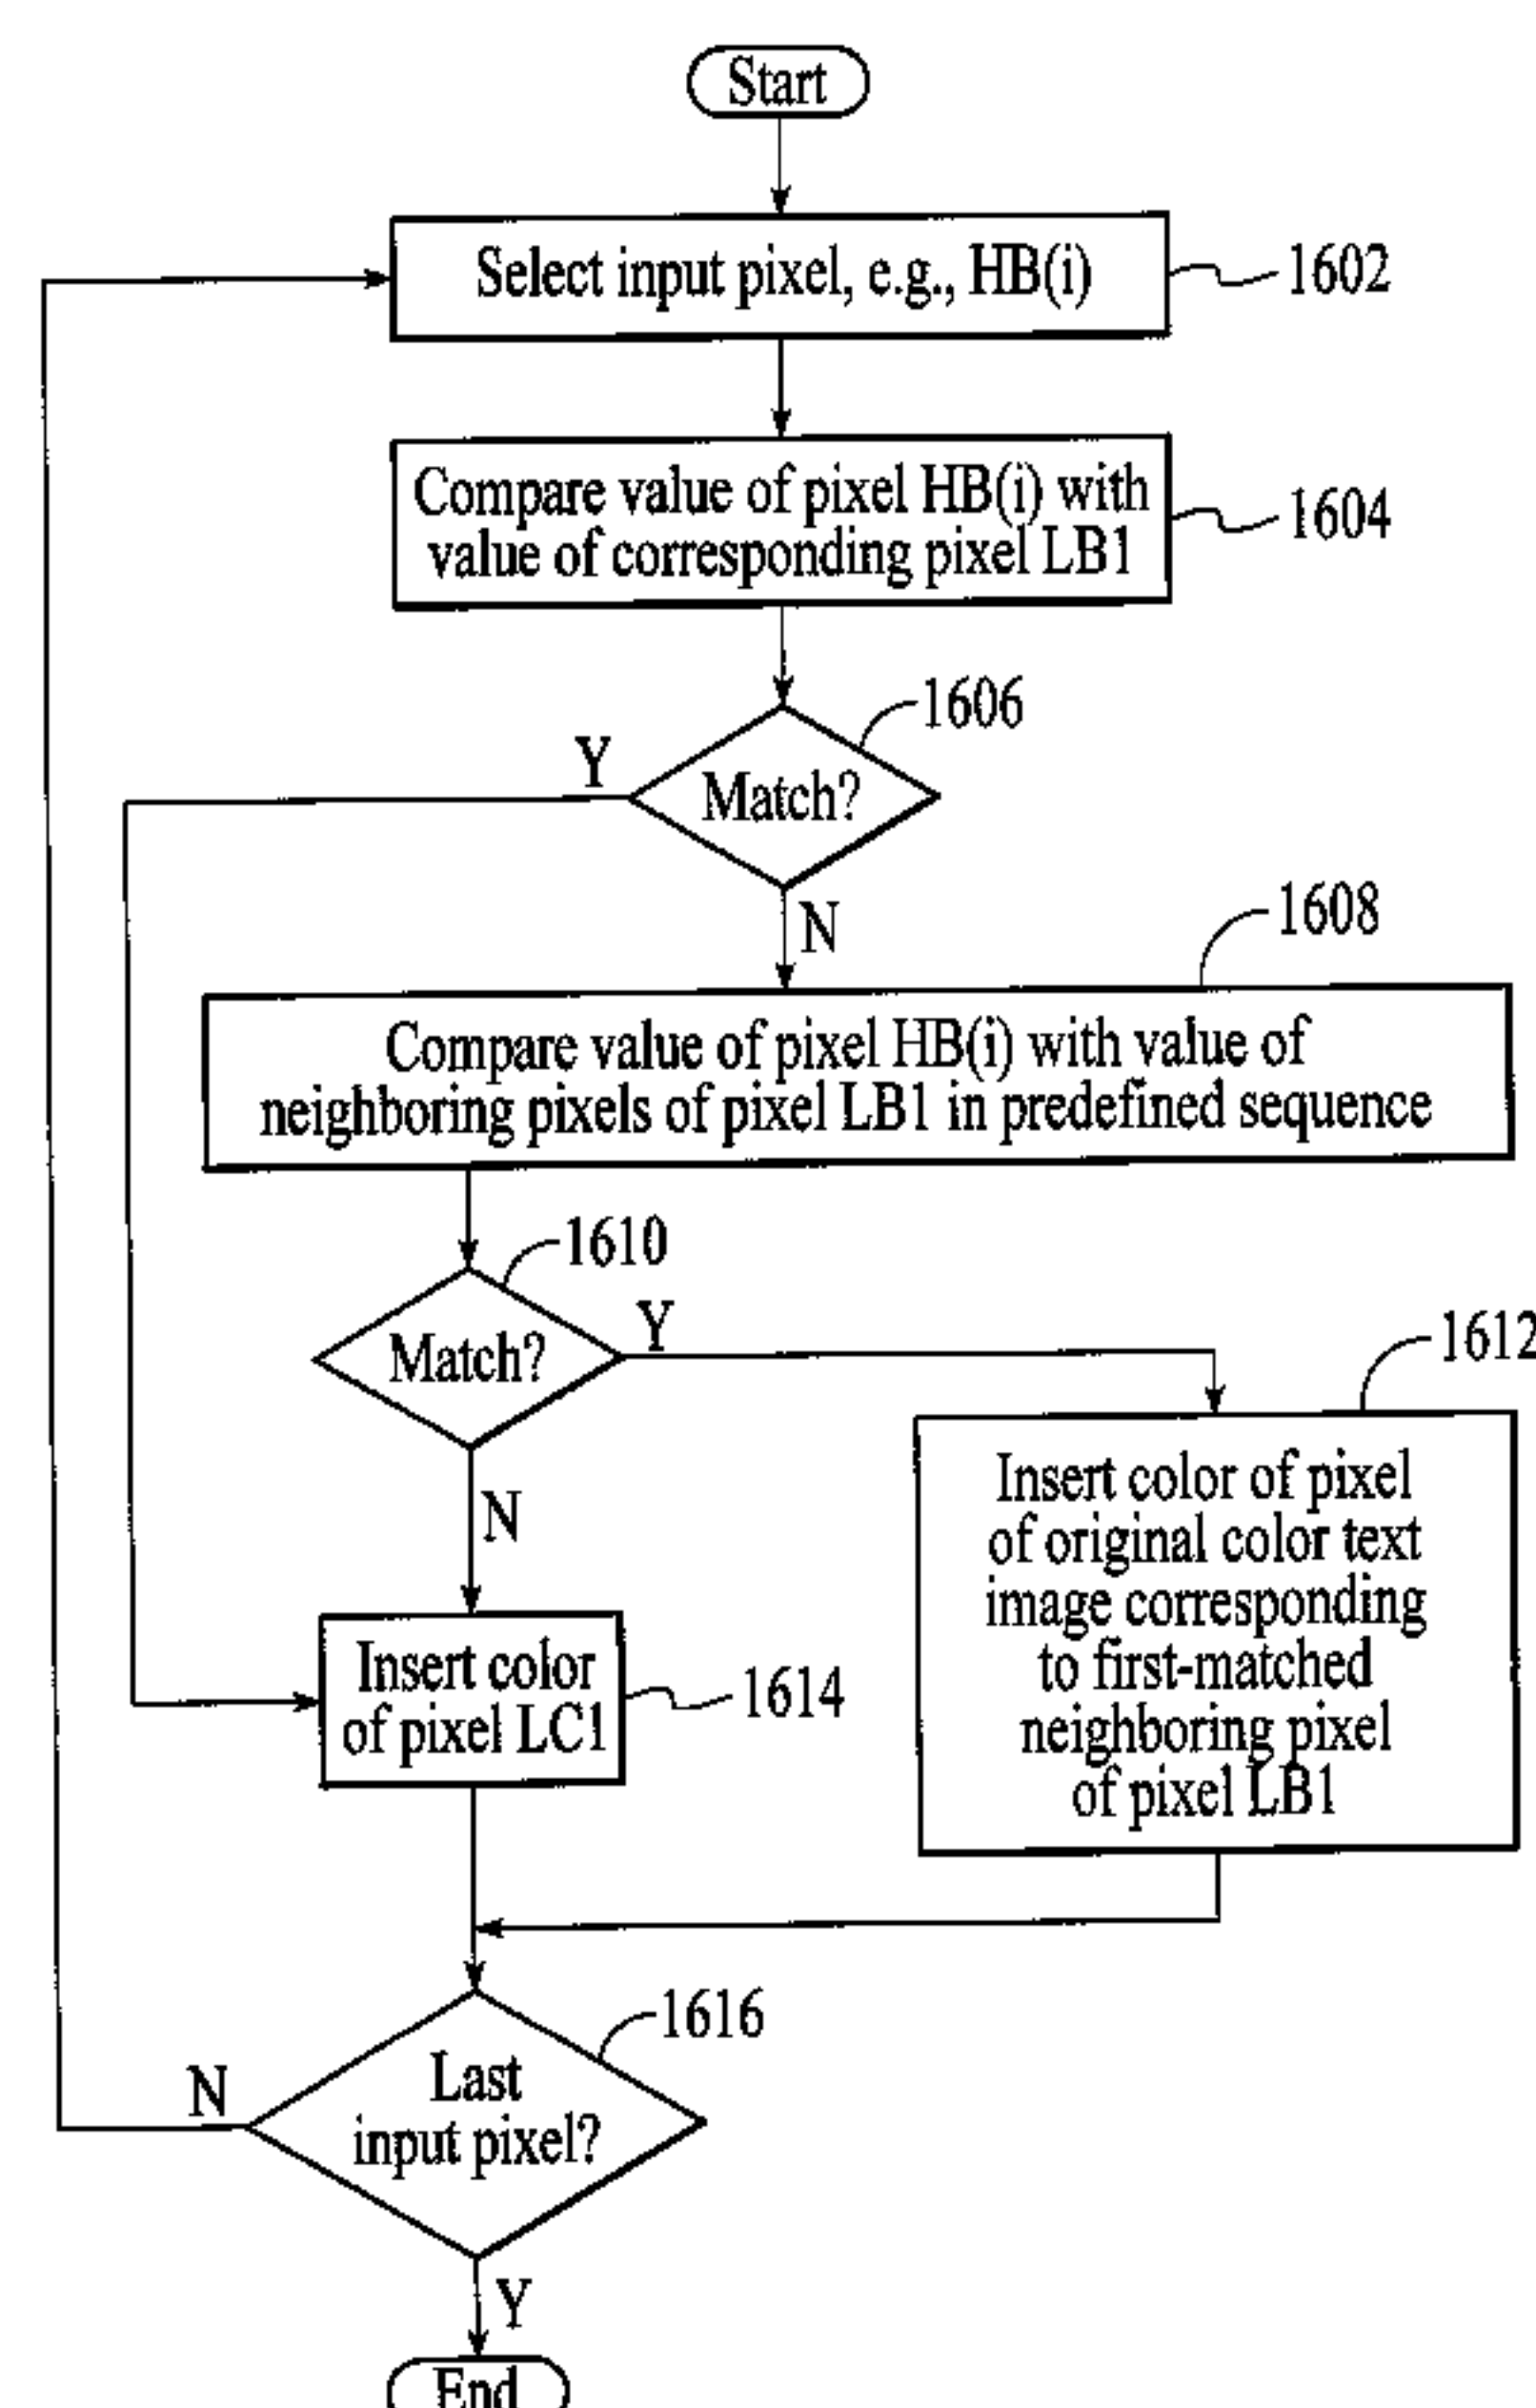 Start
Select input pixel, e.g., HB(i)
1602
Compare value of pixel HB(i) with
value of corresponding pixel LB1
1604
1606
Y
Match?
N
1608
Compare value of pixel HB(i) with value of
neighboring pixels of pixel LB1 in predefined sequence
1610
Match?
Y
1612
N
Insert color of pixel
of original color text
image corresponding
to first-matched
neighboring pixel
of pixel LB1
Insert color
of pixel LC1
1614
1616
N
Last
input pixel?
Y
End